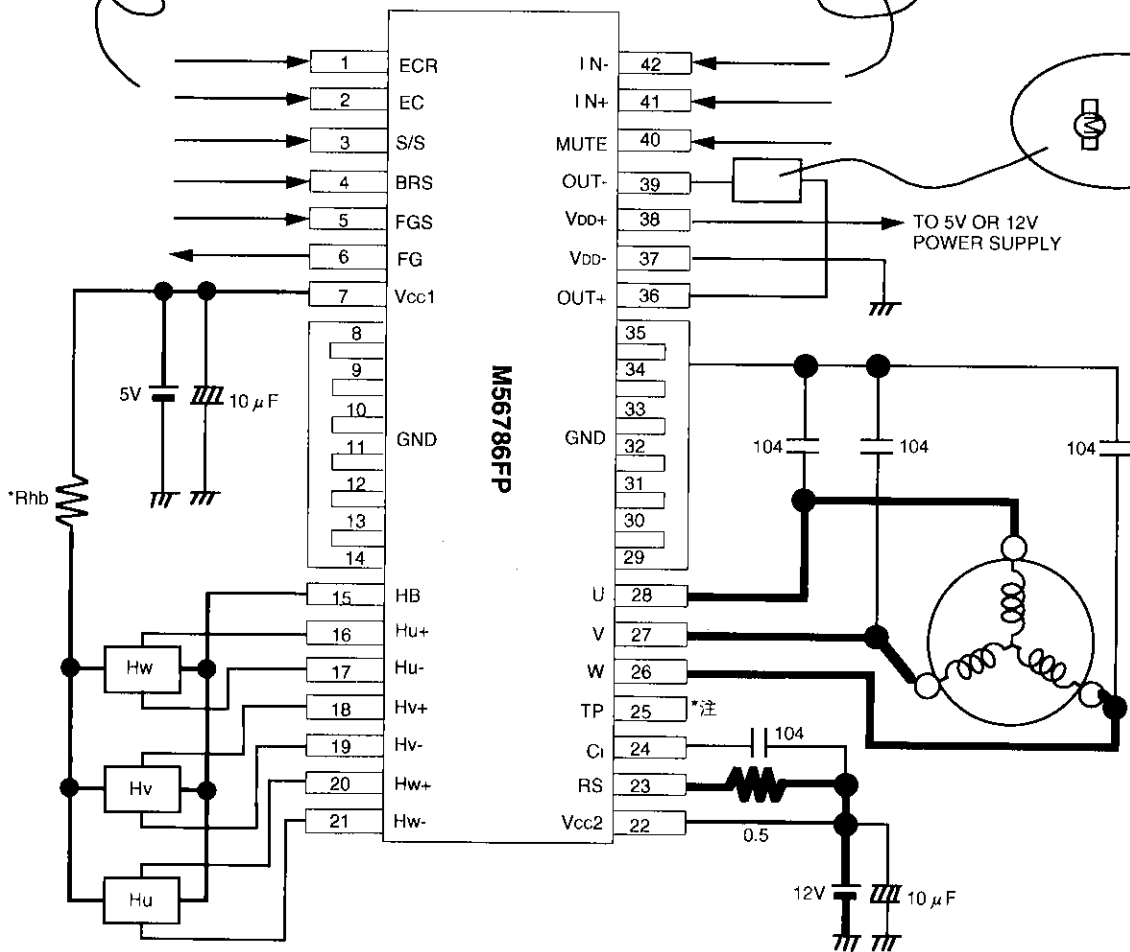 1 ECR
2 EC
3 S/S
4 BRS
5 FGS
6 FG
7 Vcc1
8
9
10
11
12
13
14
GND
15 HB
16 Hu+
17 Hu-
18 Hv+
19 Hv-
20 Hw+
21 Hw-
M56786FP
IN- 42
IN+ 41
MUTE 40
OUT- 39
VDD+ 38
VDD- 37
OUT+ 36
35
34
33
32
31
30
29
GND
U 28
V 27
W 26
TP 25 *注
CI 24
RS 23
Vcc2 22
M
TO 5V OR 12V
POWER SUPPLY
5V
10 μF
*Rhb
Hw
Hv
Hu
104
104
104
104
0.5
12V
10 μF